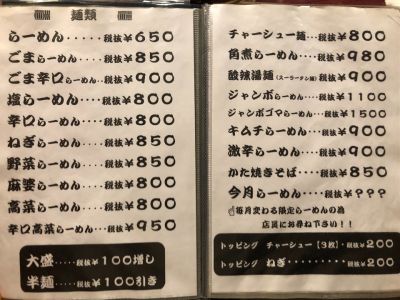 麺類
らーめん‥‥‥税抜￥650
ごまらーめん‥‥税抜￥850
ごま辛口らーめん‥税抜￥900
塩らーめん‥‥‥税抜￥800
辛口らーめん‥‥税抜￥800
ねぎらーめん‥‥税抜￥850
野菜らーめん‥‥税抜￥850
麻婆らーめん‥‥税抜￥800
高菜らーめん‥‥税抜￥800
辛口高菜らーめん‥税抜￥950
大盛‥‥‥税抜￥100増し
半麺‥‥‥税抜￥100引き
チャーシュー麺‥税抜￥800
角煮らーめん‥‥税抜￥980
酸辣湯麺(スーラータン麺)税抜￥900
ジャンボらーめん‥税抜￥1100
ジャンボゴマらーめん‥税抜￥1500
キムチらーめん‥‥税抜￥900
激辛らーめん‥‥税抜￥900
かた焼きそば‥‥税抜￥850
今月らーめん‥‥税抜￥???
☝毎月変わる限定らーめんの為
店員にお尋ね下さい!!
トッピング チャーシュー【3枚】・税抜￥200
トッピング ねぎ‥‥‥‥‥税抜￥200